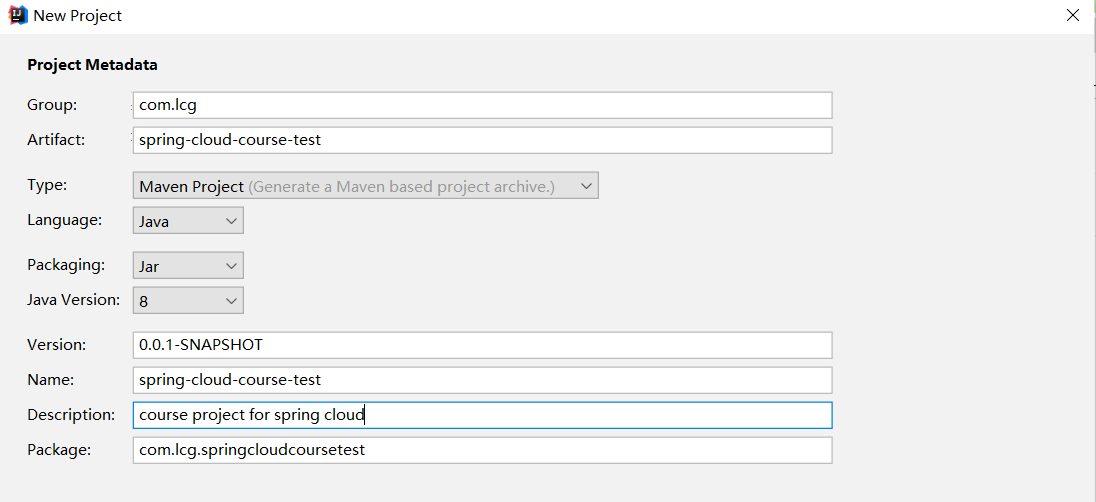 New Project
Project Metadata
Group: com.lcg
Artifact: spring-cloud-course-test
Type: Maven Project (Generate a Maven based project archive.)
Language: Java
Packaging: Jar
Java Version: 8
Version: 0.0.1-SNAPSHOT
Name: spring-cloud-course-test
Description: course project for spring cloud
Package: com.lcg.springcloudcoursetest